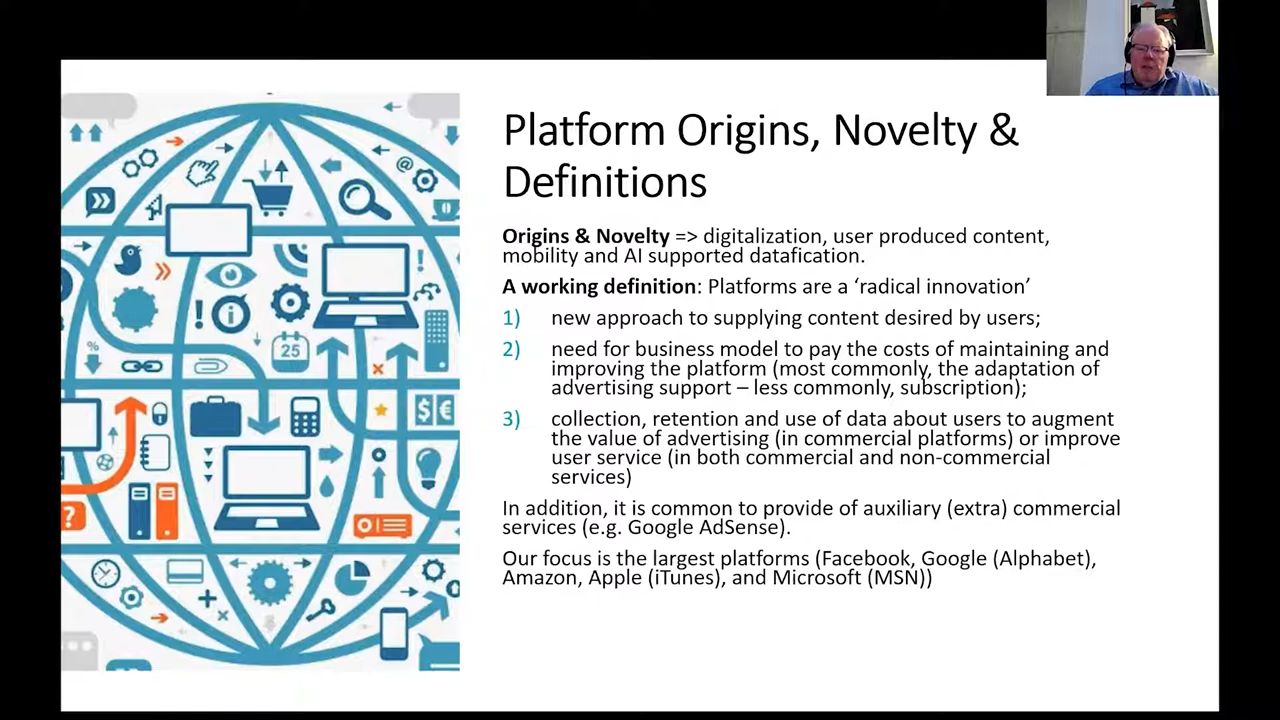 Platform Origins, Novelty &
Definitions
Origins & Novelty => digitalization, user produced content,
mobility and AI supported datafication.
A working definition: Platforms are a ‘radical innovation’
1) new approach to supplying content desired by users;
2) need for business model to pay the costs of maintaining and
improving the platform (most commonly, the adaptation of
advertising support – less commonly, subscription);
3) collection, retention and use of data about users to augment
the value of advertising (in commercial platforms) or improve
user service (in both commercial and non-commercial
services)
In addition, it is common to provide of auxiliary (extra) commercial
services (e.g. Google AdSense).
Our focus is the largest platforms (Facebook, Google (Alphabet),
Amazon, Apple (iTunes), and Microsoft (MSN))
@
!
! i
25
%
$ €
?